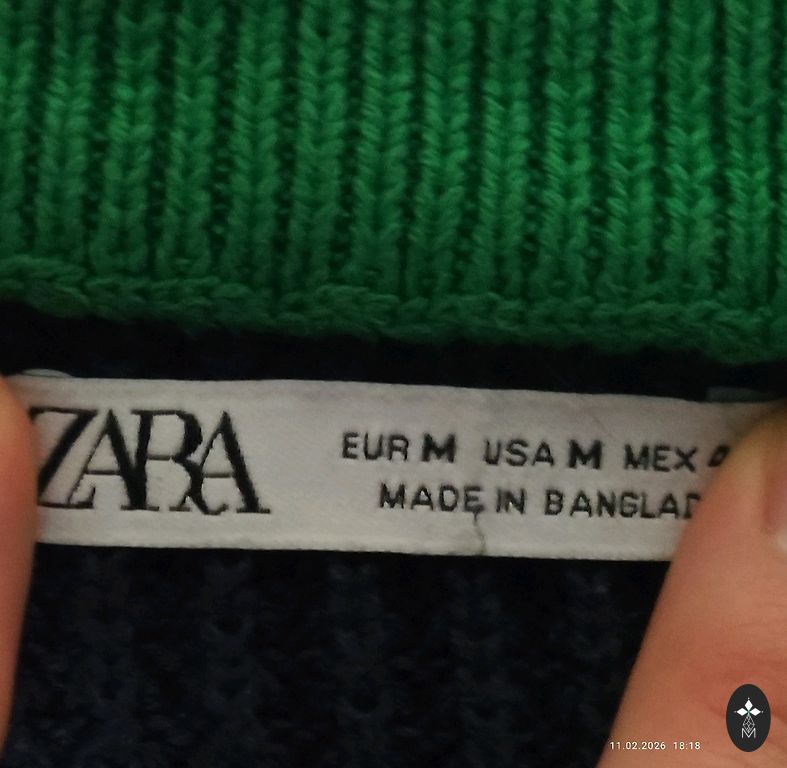 ZARA
EUR M USA M MEX
MADE IN BANGLAD
11.02.2026 18:18
M